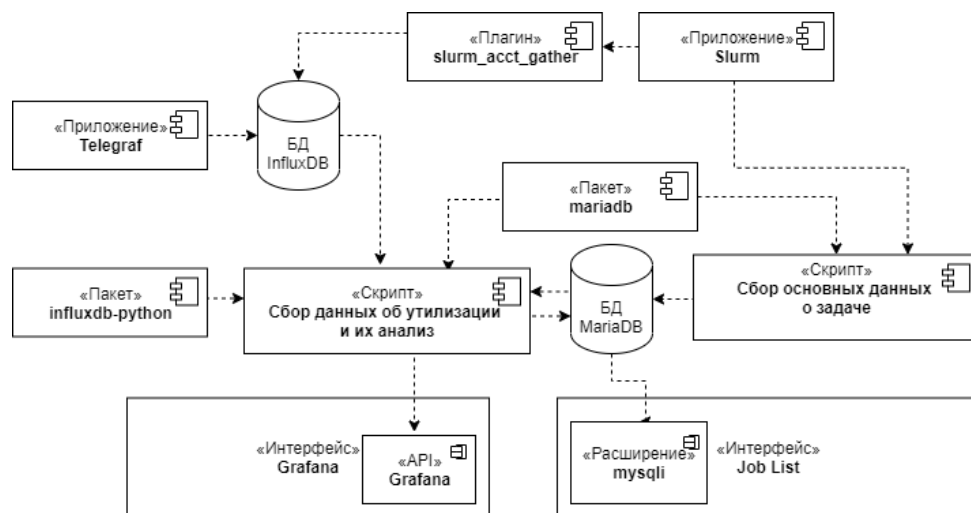 «Плагин»
slurm_acct_gather
«Приложение»
Slurm
«Приложение»
Telegraf
БД
InfluxDB
«Пакет»
mariadb
«Пакет»
influxdb-python
«Скрипт»
Сбор данных об утилизации
и их анализ
БД
MariaDB
«Скрипт»
Сбор основных данных
о задаче
«Интерфейс»
Grafana
«API»
Grafana
«Расширение»
mysqli
«Интерфейс»
Job List